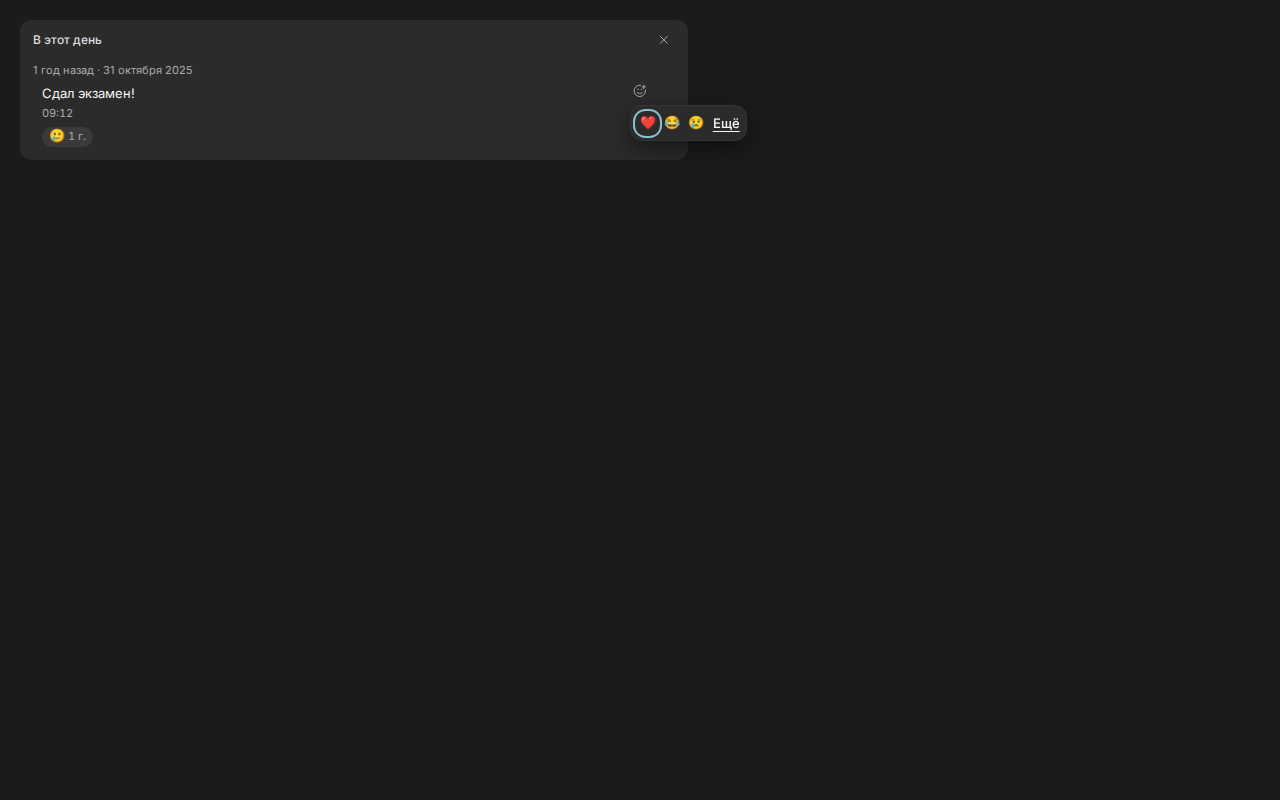 В этот день
1 год назад · 31 октября 2025
Сдал экзамен!
09:12
❤️ 😂 😢 Ещё
🥲 1 г.